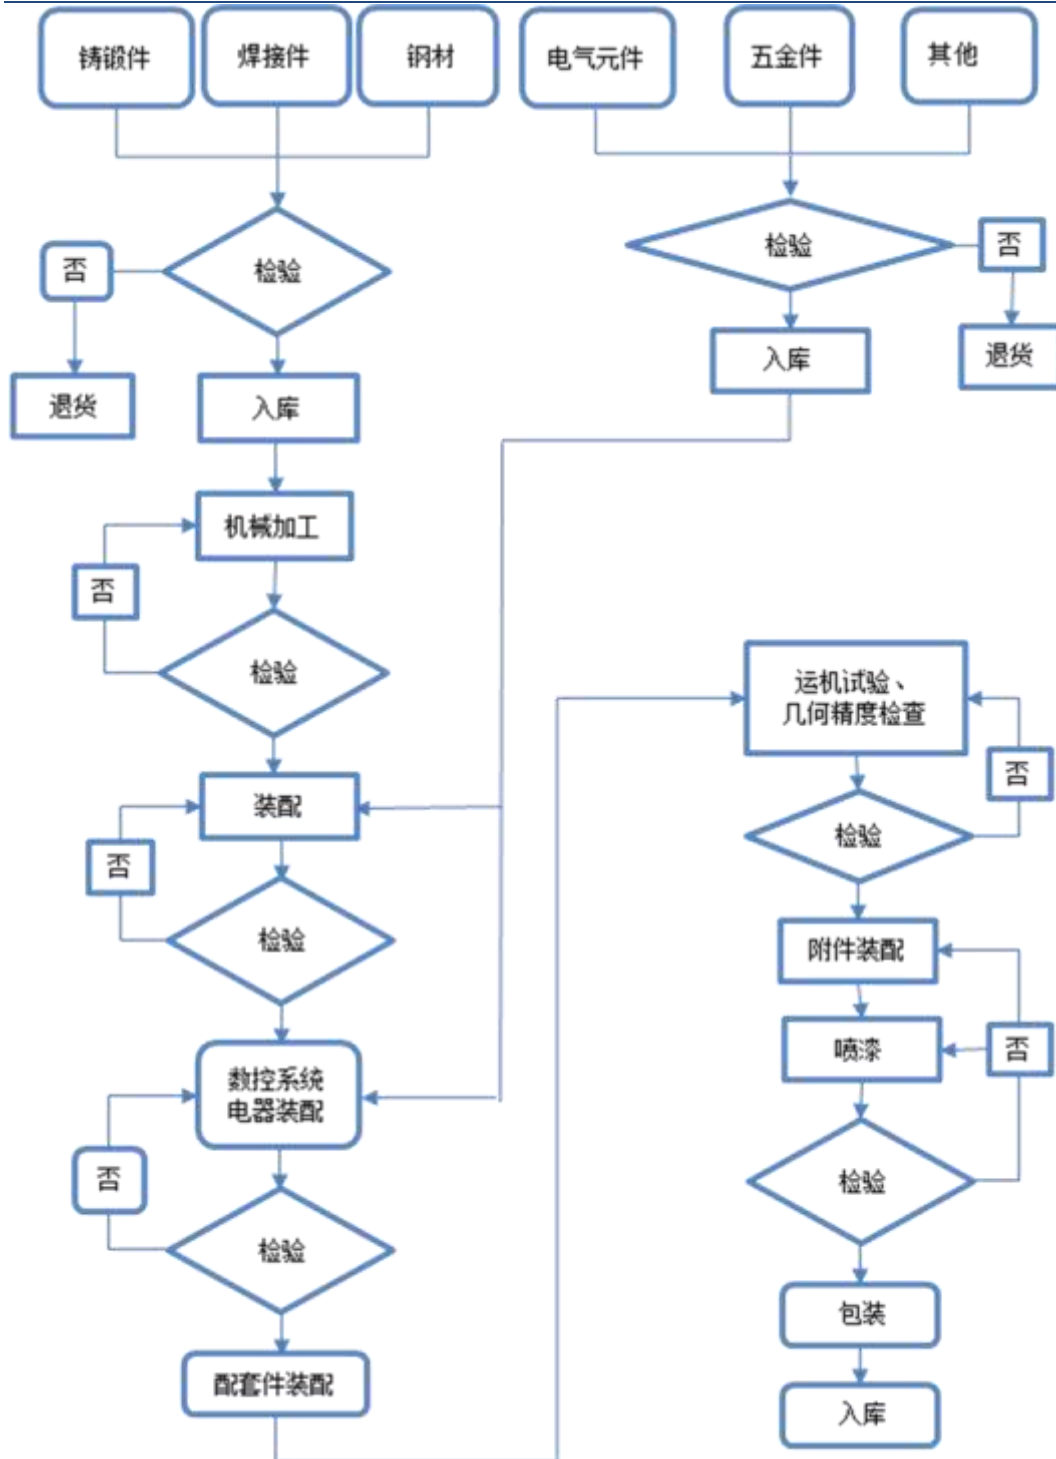 铸锻件
焊接件
钢材
电气元件
五金件
其他
检验
否
退货
入库
检验
否
退货
入库
机械加工
否
检验
装配
否
检验
数控系统
电器装配
否
检验
配套件装配
运机试验、
几何精度检查
否
检验
附件装配
喷漆
否
检验
包装
入库